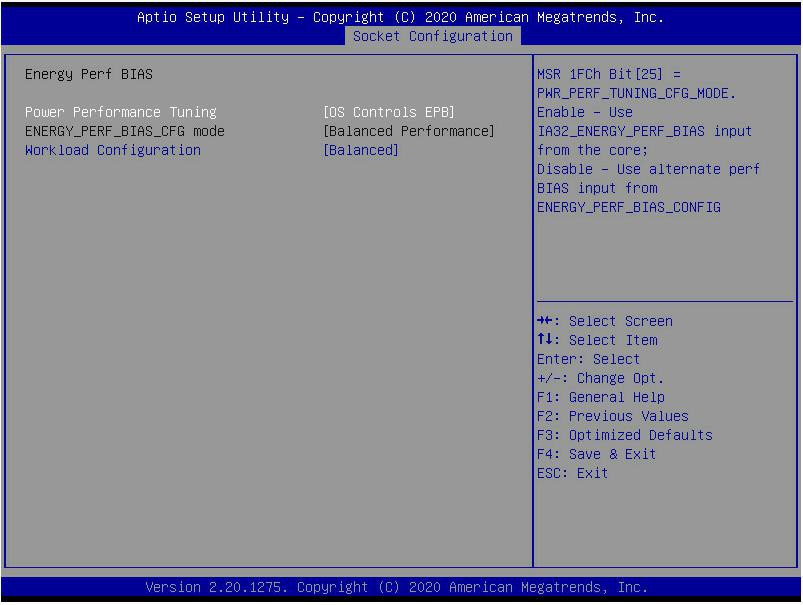 Aptio Setup Utility – Copyright (C) 2020 American Megatrends, Inc.
Socket Configuration
Energy Perf BIAS
Power Performance Tuning [OS Controls EPB]
ENERGY_PERF_BIAS_CFG mode [Balanced Performance]
Workload Configuration [Balanced]
MSR 1FCh Bit[25] =
PWR_PERF_TUNING_CFG_MODE.
Enable – Use
IA32_ENERGY_PERF_BIAS input
from the core;
Disable – Use alternate perf
BIAS input from
ENERGY_PERF_BIAS_CONFIG
→←: Select Screen
↑↓: Select Item
Enter: Select
+/-: Change Opt.
F1: General Help
F2: Previous Values
F3: Optimized Defaults
F4: Save & Exit
ESC: Exit
Version 2.20.1275. Copyright (C) 2020 American Megatrends, Inc.